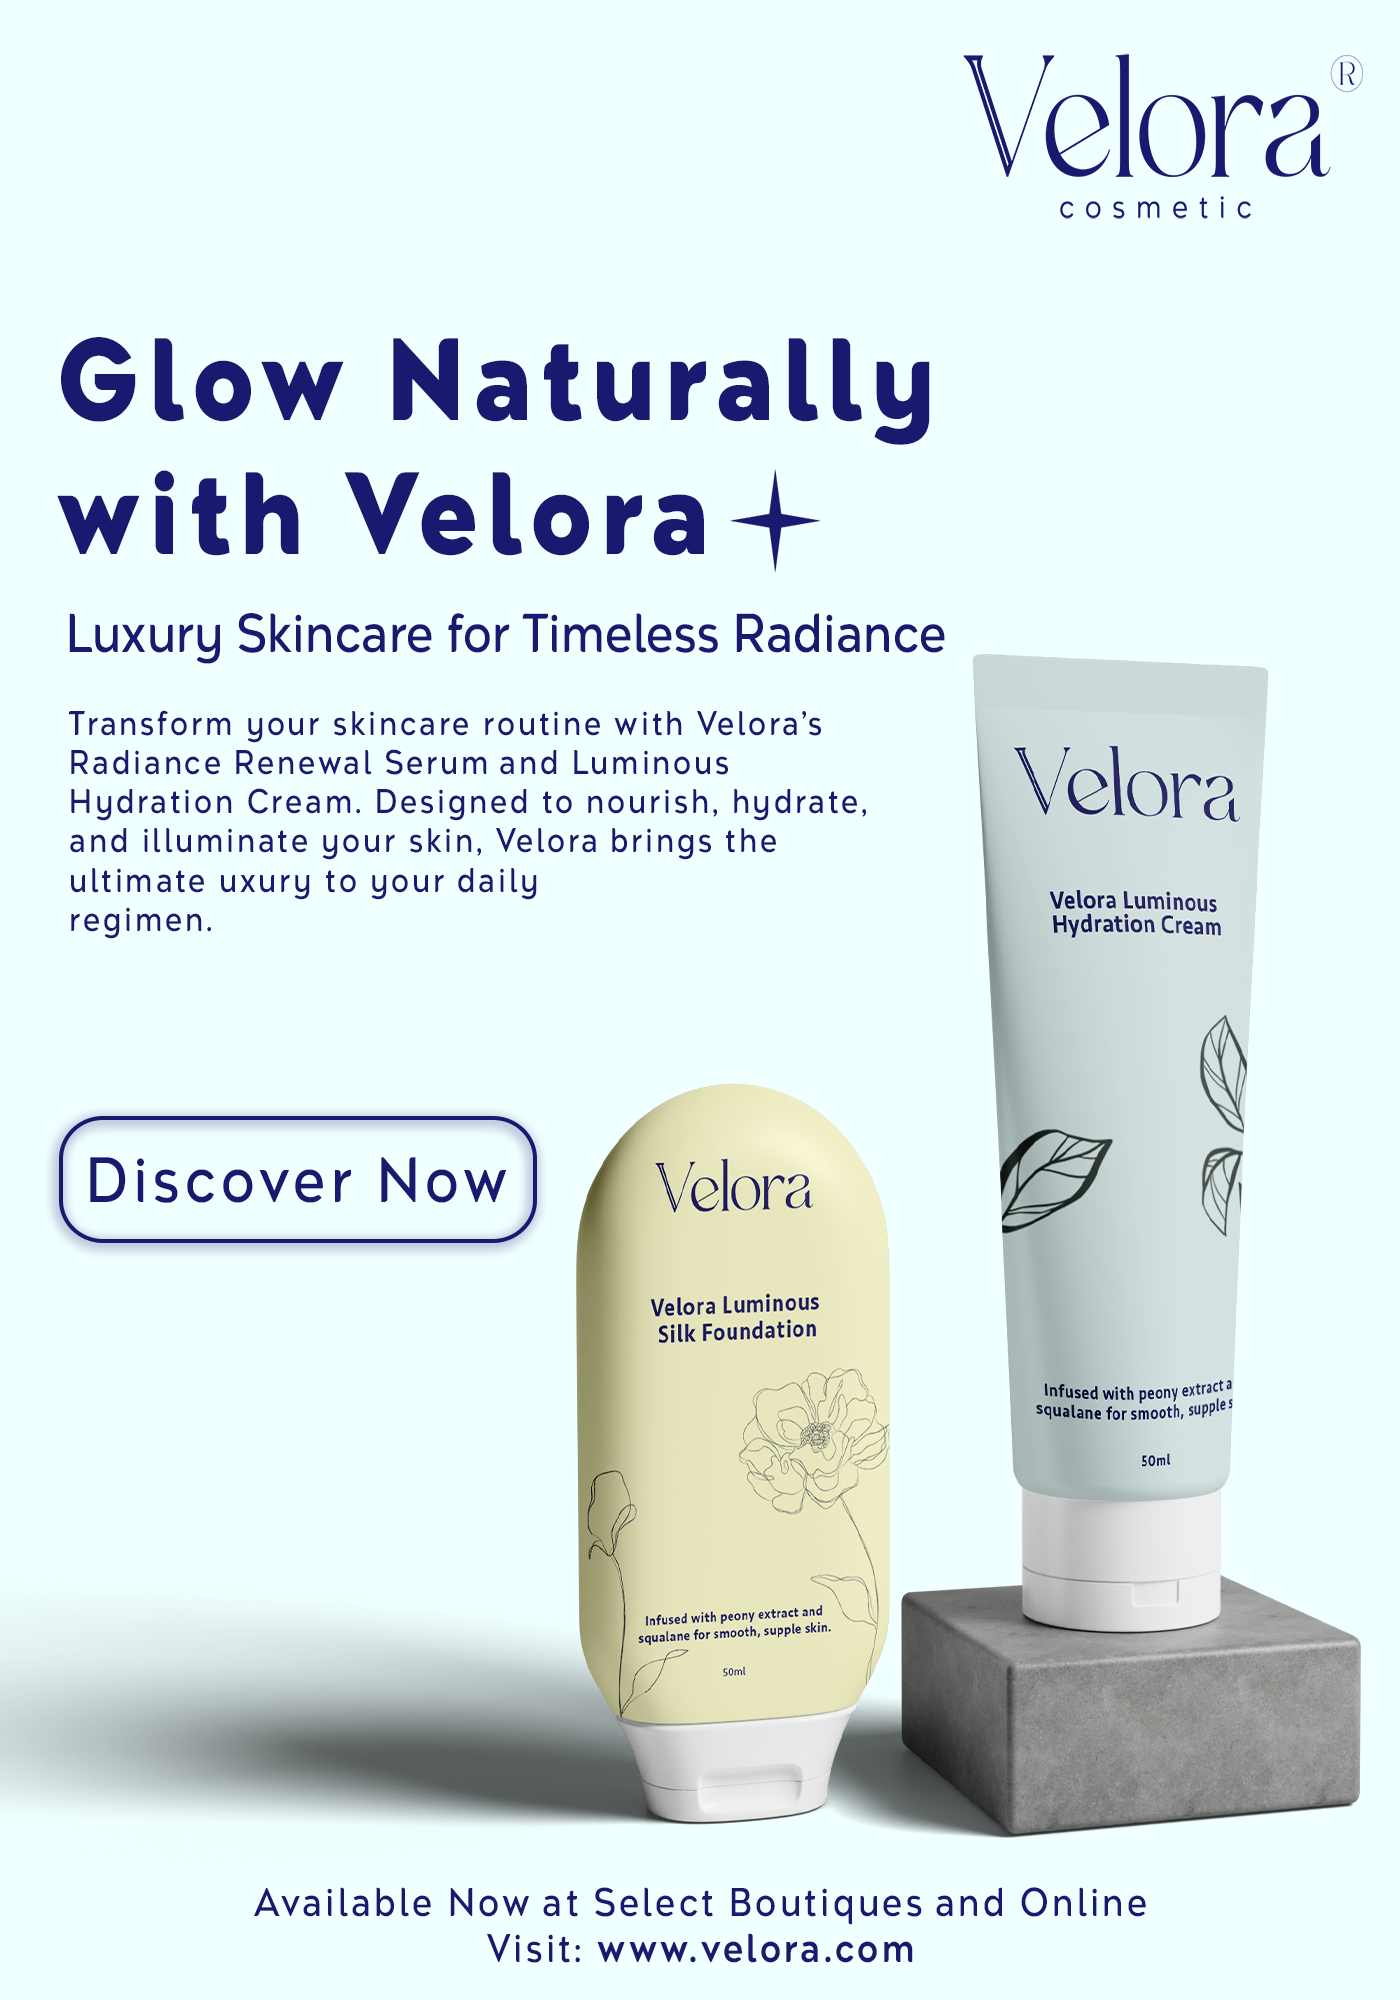 Velora®
cosmetic
Glow Naturally
with Velora
Luxury Skincare for Timeless Radiance
Transform your skincare routine with Velora’s
Radiance Renewal Serum and Luminous
Hydration Cream. Designed to nourish, hydrate,
and illuminate your skin, Velora brings the
ultimate uxury to your daily
regimen.
Discover Now
Velora
Velora Luminous
Silk Foundation
Infused with peony extract and
squalane for smooth, supple skin.
50ml
Velora
Velora Luminous
Hydration Cream
Infused with peony extract a
squalane for smooth, supple s
50ml
Available Now at Select Boutiques and Online
Visit: www.velora.com